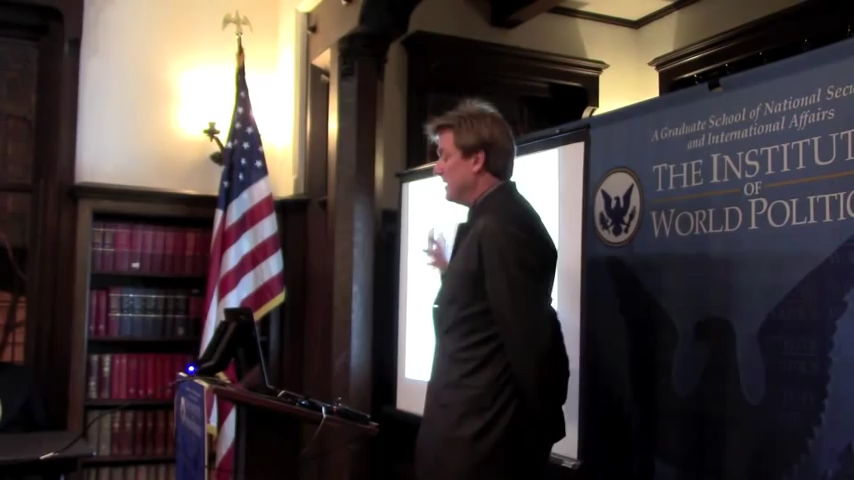 A Graduate School of National Secu
and International Affairs
THE INSTITUT
OF
WORLD POLITIC